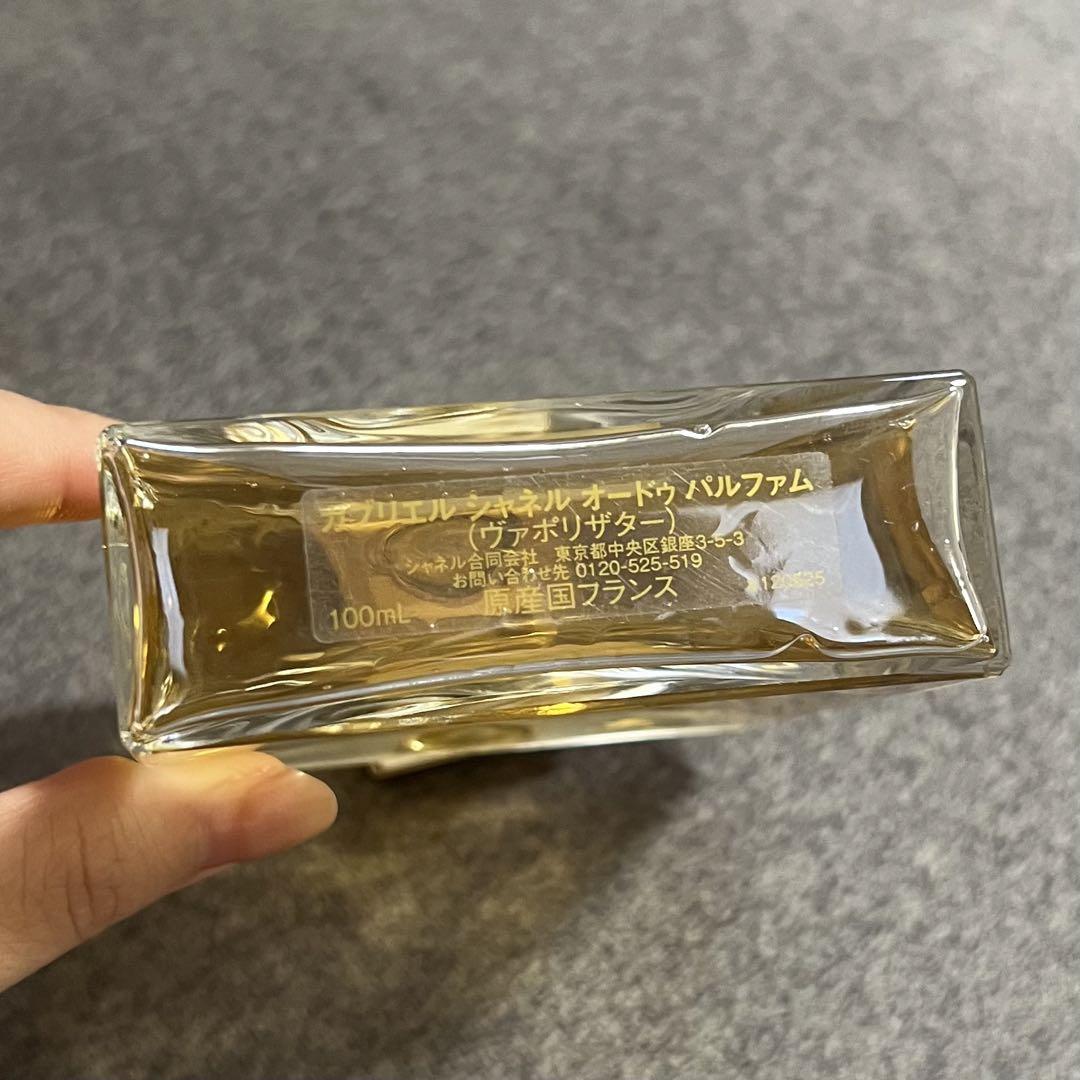 ガブリエル シャネル オードゥ パルファム
(ヴァポリザター)
シャネル合同会社 東京都中央区銀座3-5-3
お問い合わせ先 0120-525-519
100mL 原産国フランス